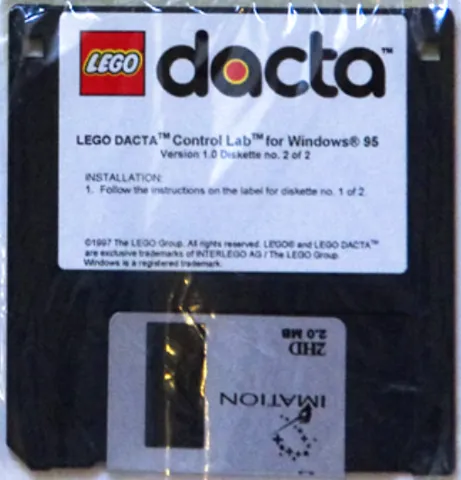 LEGO dacta™
LEGO DACTA™ Control Lab™ for Windows® 95
Version 1.0 Diskette no. 2 of 2
INSTALLATION:
1. Follow the instructions on the label for diskette no. 1 of 2
©1997 The LEGO Group. All rights reserved. LEGO® and LEGO DACTA™
are exclusive trademarks of INTERLEGO AG / The LEGO Group.
Windows is a registered trademark.
2HD
2.0 MB
IMATION